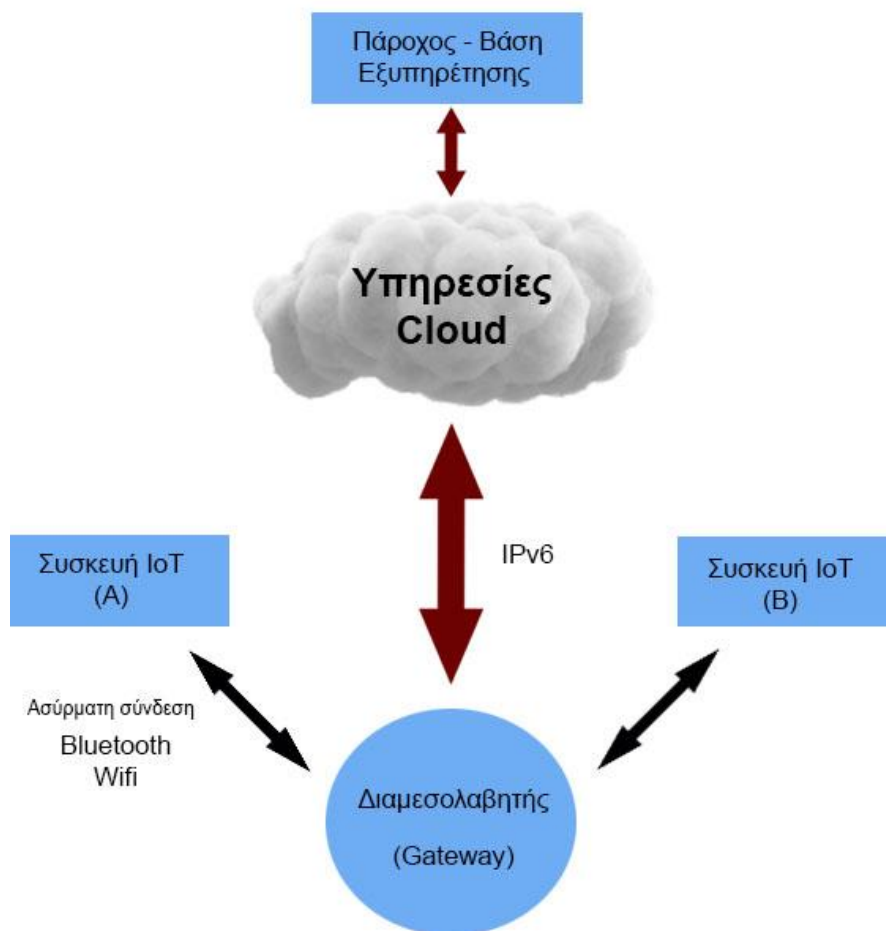 Πάροχος - Βάση
Εξυπηρέτησης
Υπηρεσίες
Cloud
IPv6
Συσκευή IoT
(A)
Συσκευή IoT
(B)
Ασύρματη σύνδεση
Bluetooth
Wifi
Διαμεσολαβητής
(Gateway)